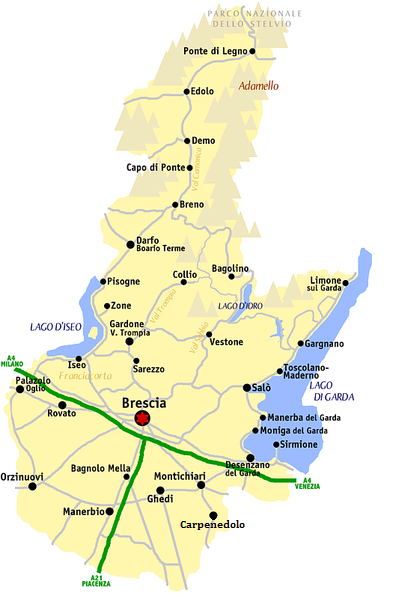 PARCO NAZIONALE
DELLO STELVIO
Ponte di Legno
Adamello
Edolo
Demo
Val Camonica
Capo di Ponte
Breno
Darfo
Boario Terme
Bagolino
Collio
Pisogne
Limone
sul Garda
Zone
Val Trompia
LAGO D'IDRO
LAGO D'ISEO
Gardone
V. Trompia
Val Sabbia
Vestone
Gargnano
A4
MILANO
Iseo
Sarezzo
Toscolano-
Maderno
Franciacorta
Palazolo
Oglio
Salò
LAGO
DI GARDA
Rovato
Brescia
Manerba del Garda
Moniga del Garda
Sirmione
Desenzano
del Garda
Bagnolo Mella
Orzinuovi
Montichiari
A4
VENEZIA
Ghedi
Manerbio
Carpenedolo
A21
PIACENZA